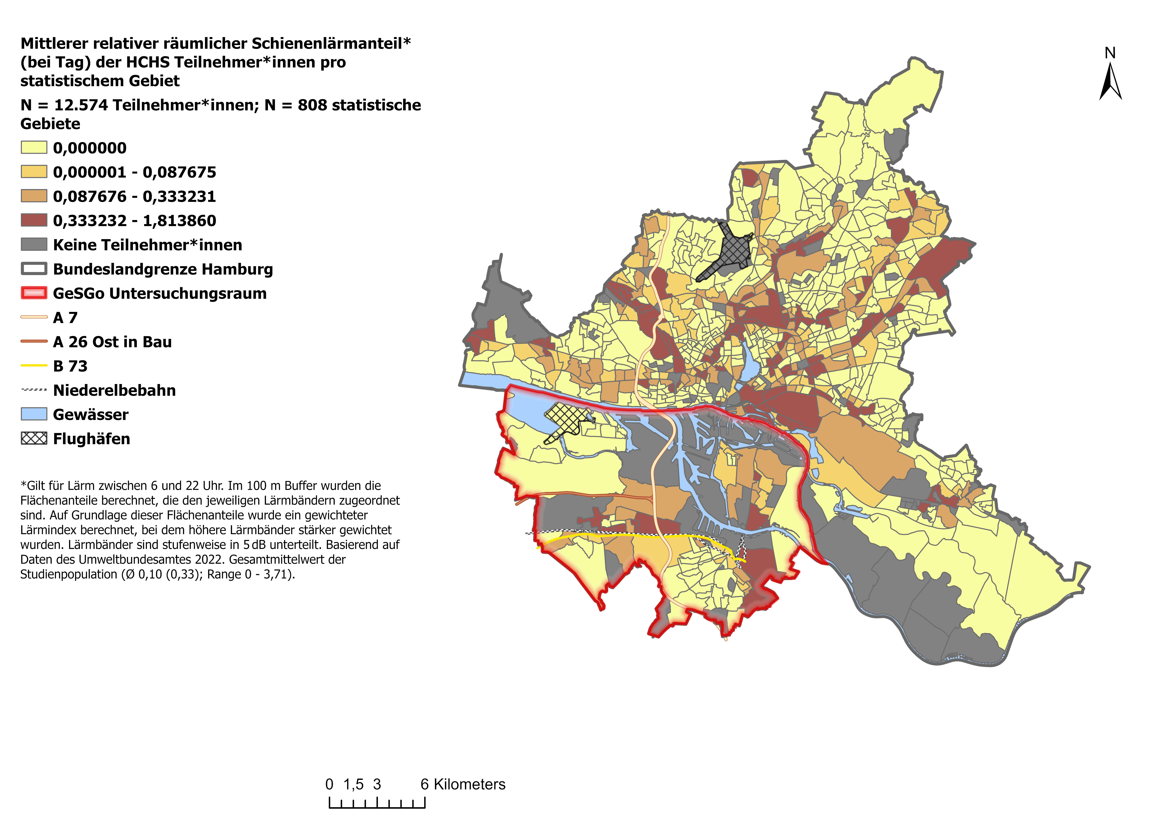 Mittlerer relativer räumlicher Schienenlärmanteil*
(bei Tag) der HCHS Teilnehmer*innen pro
statistischem Gebiet
N = 12.574 Teilnehmer*innen; N = 808 statistische
Gebiete
0,000000
0,000001 - 0,087675
0,087676 - 0,333231
0,333232 - 1,813860
Keine Teilnehmer*innen
Bundeslandgrenze Hamburg
GeSGo Untersuchungsraum
A 7
A 26 Ost in Bau
B 73
Niederelbebahn
Gewässer
Flughäfen
*Gilt für Lärm zwischen 6 und 22 Uhr. Im 100 m Buffer wurden die
Flächenanteile berechnet, die den jeweiligen Lärmbändern zugeordnet
sind. Auf Grundlage dieser Flächenanteile wurde ein gewichteter
Lärmindex berechnet, bei dem höhere Lärmbänder stärker gewichtet
wurden. Lärmbänder sind stufenweise in 5 dB unterteilt. Basierend auf
Daten des Umweltbundesamtes 2022. Gesamtmittelwert der
Studienpopulation (Ø 0,10 (0,33); Range 0 - 3,71).
N
0 1,5 3 6 Kilometers